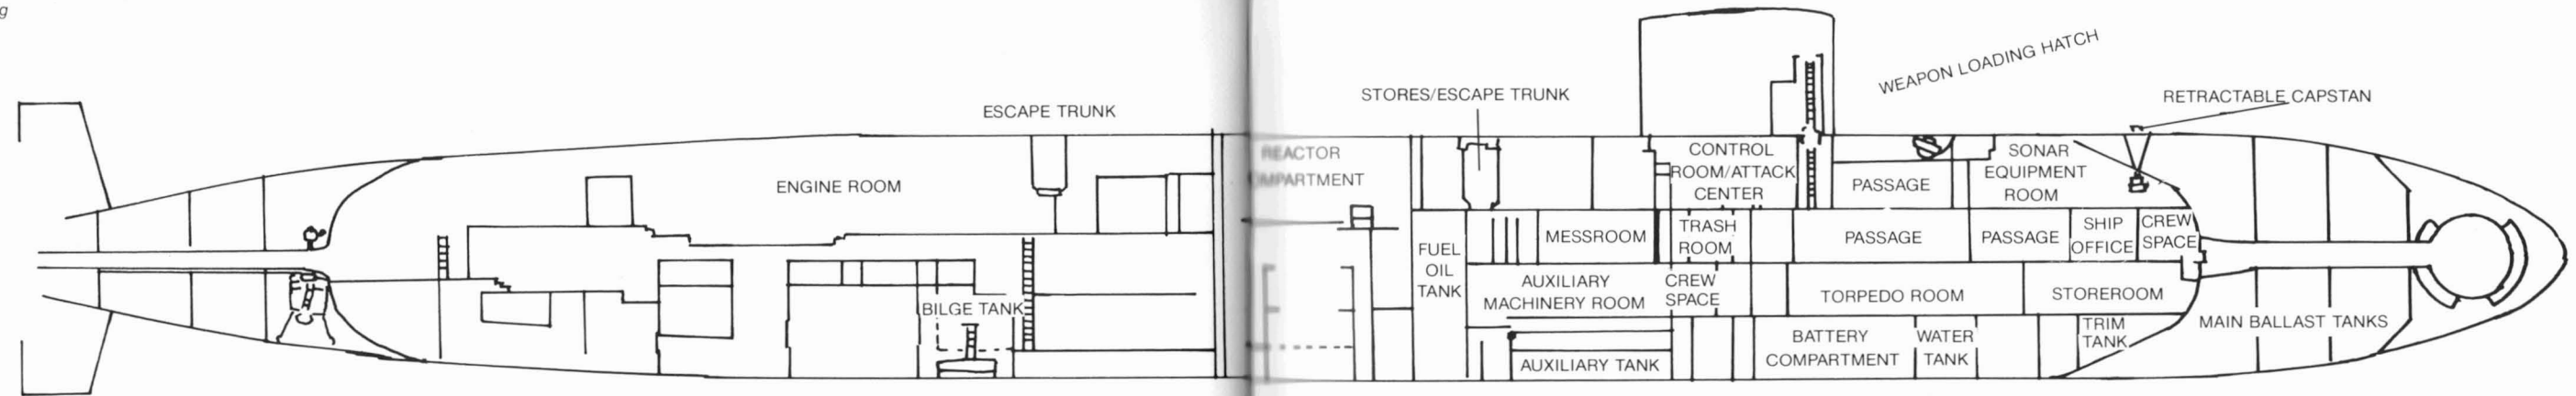 g
ESCAPE TRUNK
ENGINE ROOM
BILGE TANK
REACTOR
OMPARTMENT
STORES/ESCAPE TRUNK
WEAPON LOADING HATCH
RETRACTABLE CAPSTAN
CONTROL
ROOM/ATTACK
CENTER
PASSAGE
SONAR
EQUIPMENT
ROOM
FUEL
OIL
TANK
MESSROOM
TRASH
ROOM
PASSAGE
PASSAGE
SHIP
OFFICE
CREW
SPACE
AUXILIARY
MACHINERY ROOM
CREW
SPACE
TORPEDO ROOM
STOREROOM
AUXILIARY TANK
BATTERY
COMPARTMENT
WATER
TANK
TRIM
TANK
MAIN BALLAST TANKS